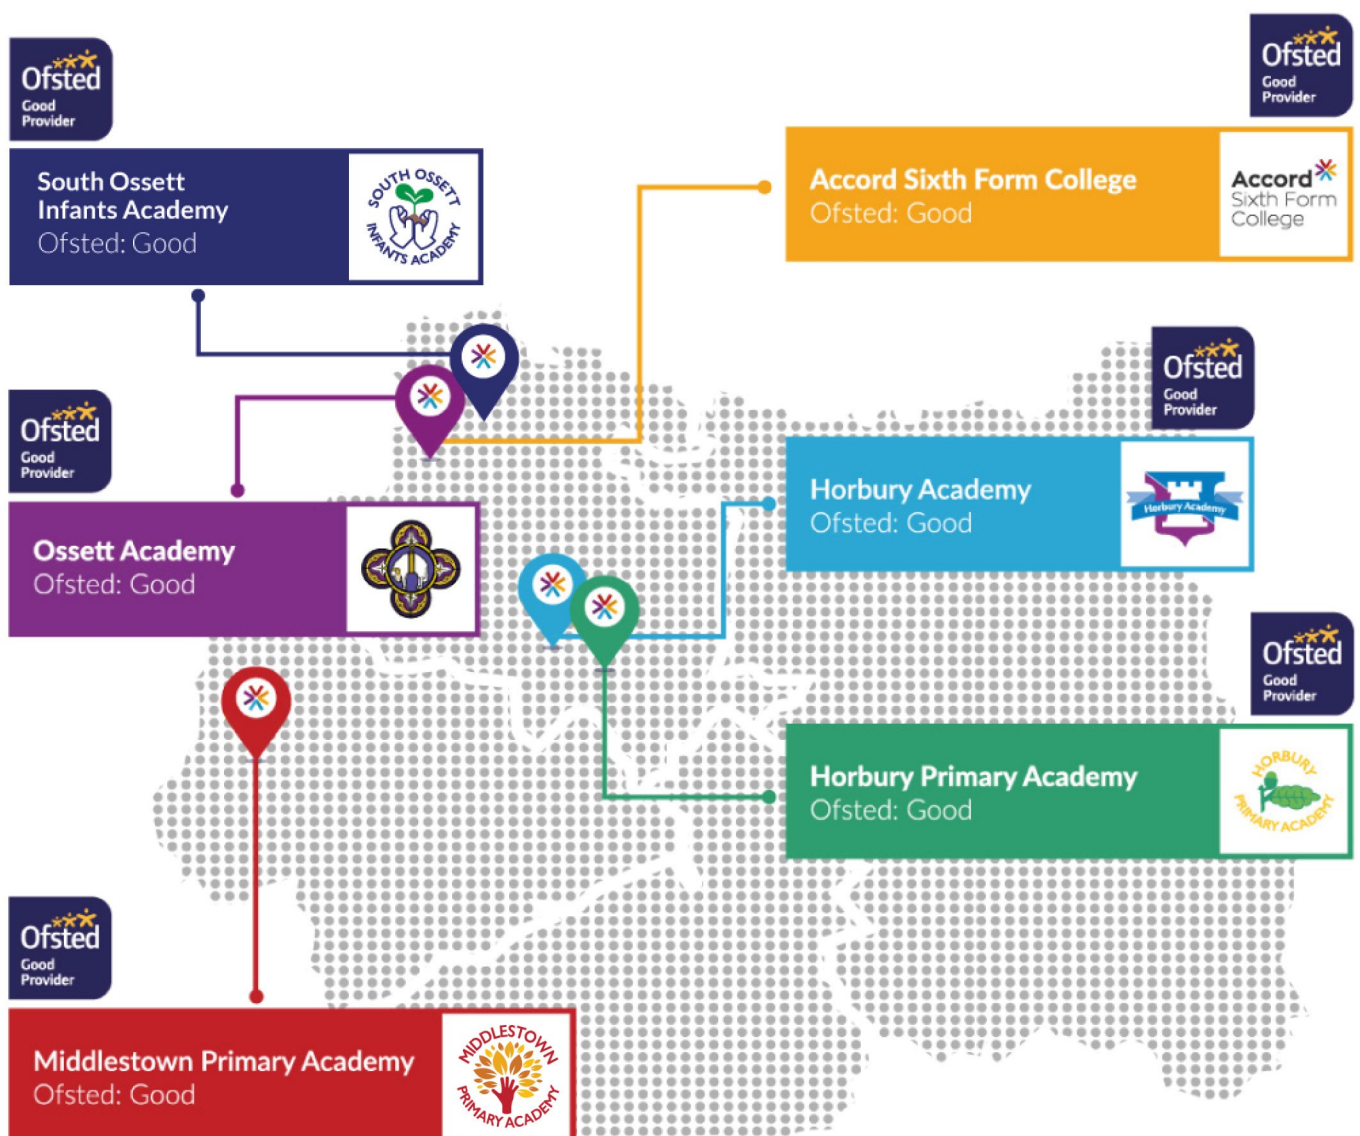 Ofsted
Good
Provider
South Ossett
Infants Academy
Ofsted: Good
SOUTH OSSETT
INFANTS ACADEMY
Ofsted
Good
Provider
Accord Sixth Form College
Ofsted: Good
Accord
Sixth Form
College
Ofsted
Good
Provider
Ossett Academy
Ofsted: Good
Ofsted
Good
Provider
Horbury Academy
Ofsted: Good
Horbury Academy
Ofsted
Good
Provider
Horbury Primary Academy
Ofsted: Good
HORBURY
PRIMARY ACADEMY
Ofsted
Good
Provider
Middlestown Primary Academy
Ofsted: Good
MIDDLESTOWN
PRIMARY ACADEMY